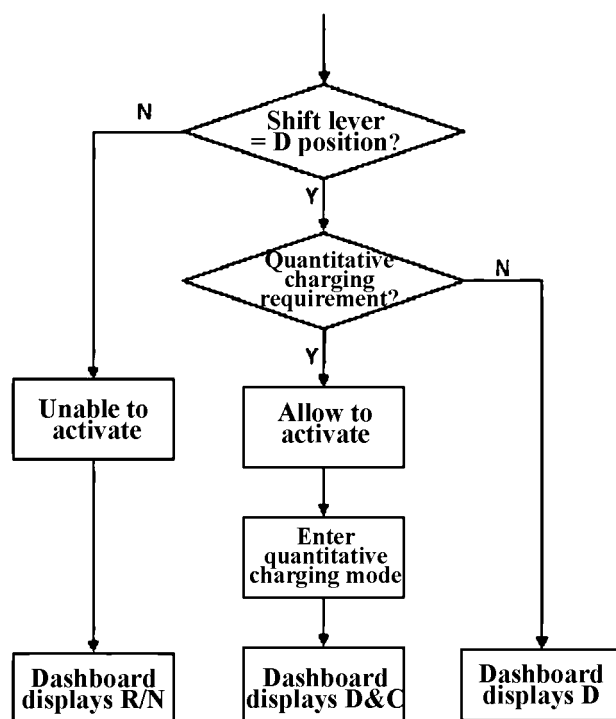 N
Shift lever
= D position?
Y
Quantitative
charging
requirement?
N
Y
Unable to
activate
Allow to
activate
Enter
quantitative
charging mode
Dashboard
displays R/N
Dashboard
displays D&C
Dashboard
displays D